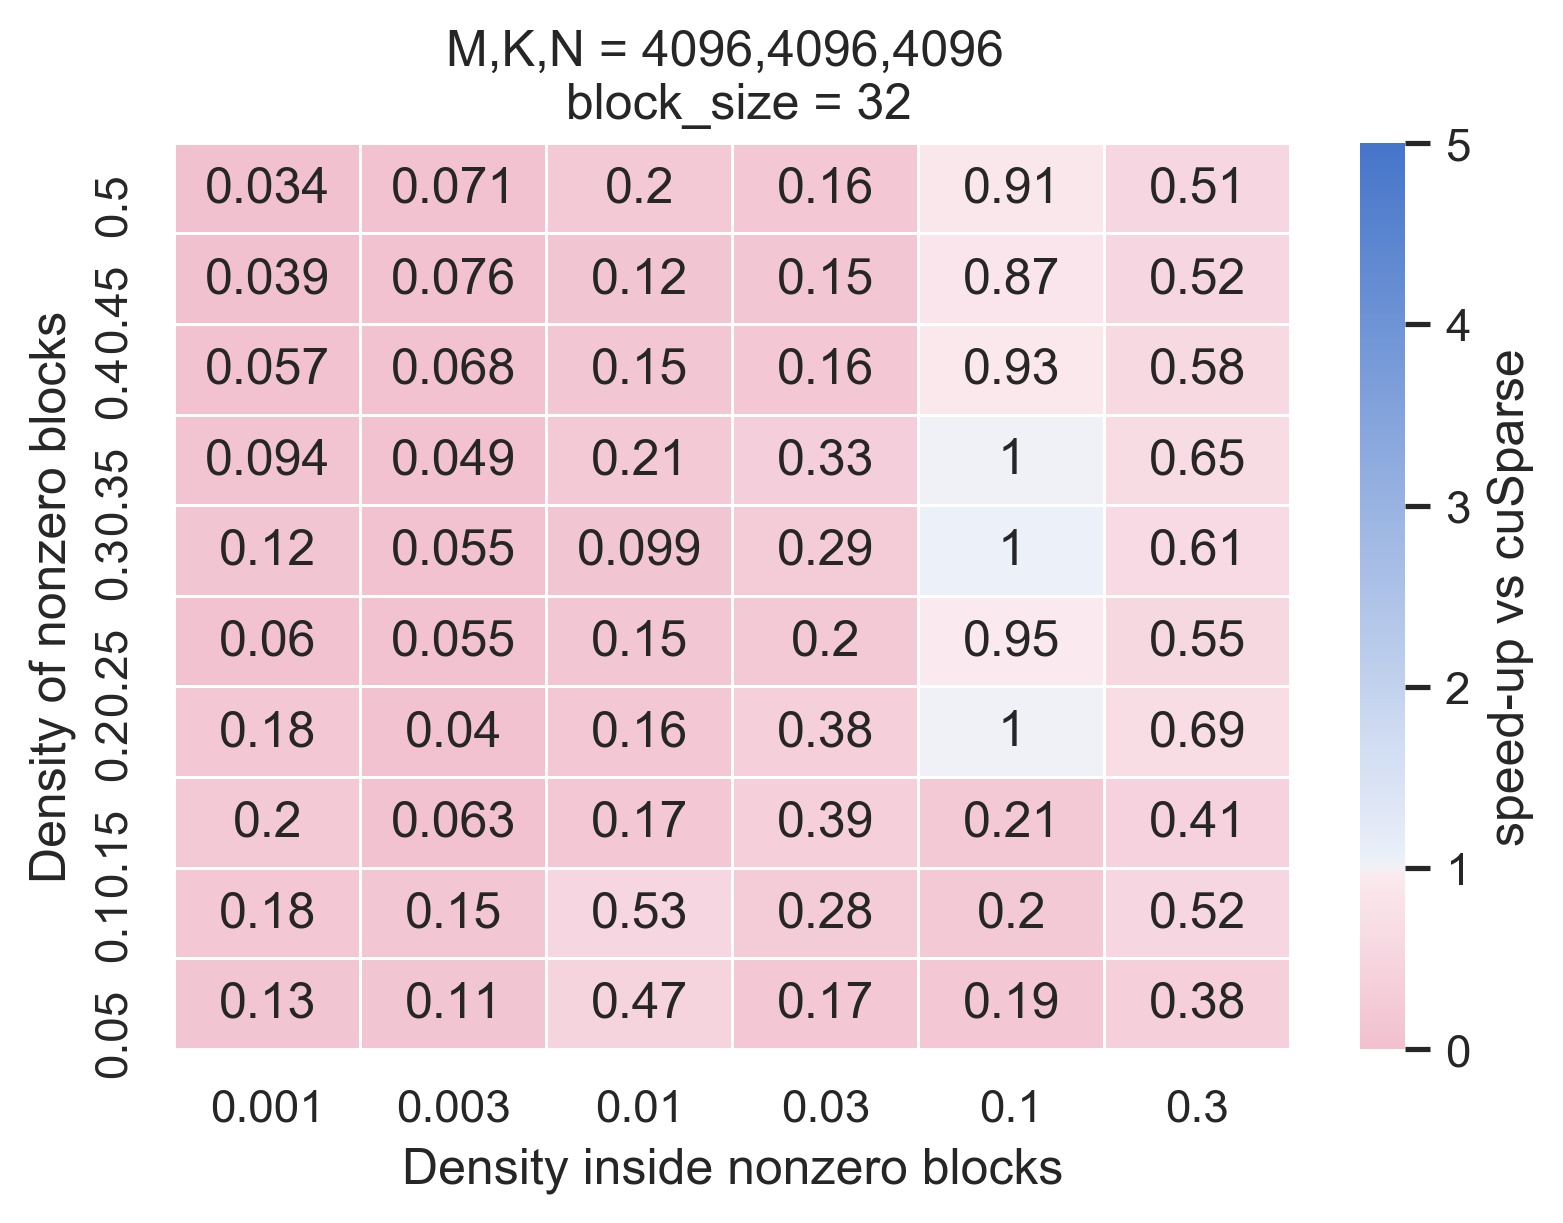 M,K,N = 4096,4096,4096
block_size = 32
Density of nonzero blocks
0.5 0.034 0.071 0.2 0.16 0.91 0.51
0.45 0.039 0.076 0.12 0.15 0.87 0.52
0.4 0.057 0.068 0.15 0.16 0.93 0.58
0.35 0.094 0.049 0.21 0.33 1 0.65
0.30 0.12 0.055 0.099 0.29 1 0.61
0.25 0.06 0.055 0.15 0.2 0.95 0.55
0.20 0.18 0.04 0.16 0.38 1 0.69
0.15 0.2 0.063 0.17 0.39 0.21 0.41
0.10 0.18 0.15 0.53 0.28 0.2 0.52
0.05 0.13 0.11 0.47 0.17 0.19 0.38
0.001 0.003 0.01 0.03 0.1 0.3
Density inside nonzero blocks
5
4
3
2
1
0
speed-up vs cuSparse